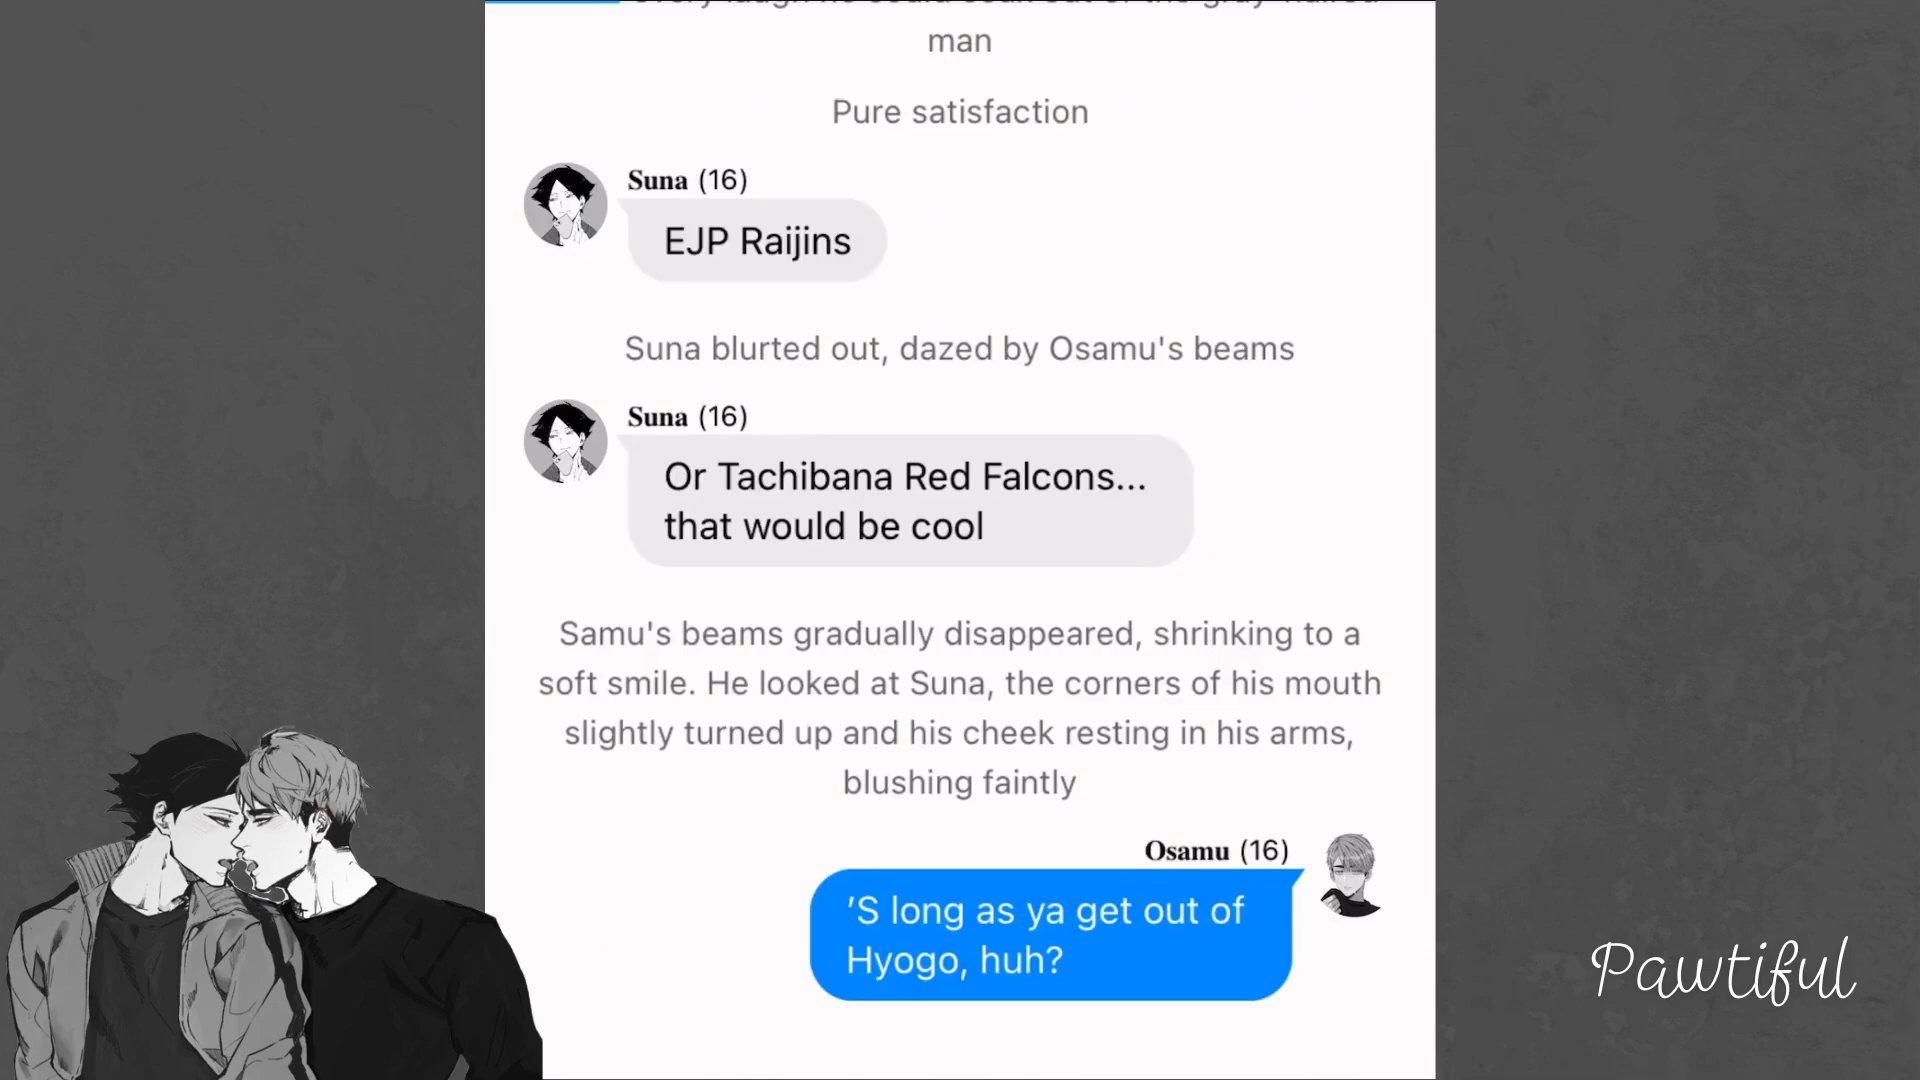 man
Pure satisfaction
Suna (16)
EJP Raijins
Suna blurted out, dazed by Osamu's beams
Suna (16)
Or Tachibana Red Falcons...
that would be cool
Samu's beams gradually disappeared, shrinking to a
soft smile. He looked at Suna, the corners of his mouth
slightly turned up and his cheek resting in his arms,
blushing faintly
Osamu (16)
’S long as ya get out of
Hyogo, huh?
Pawtiful